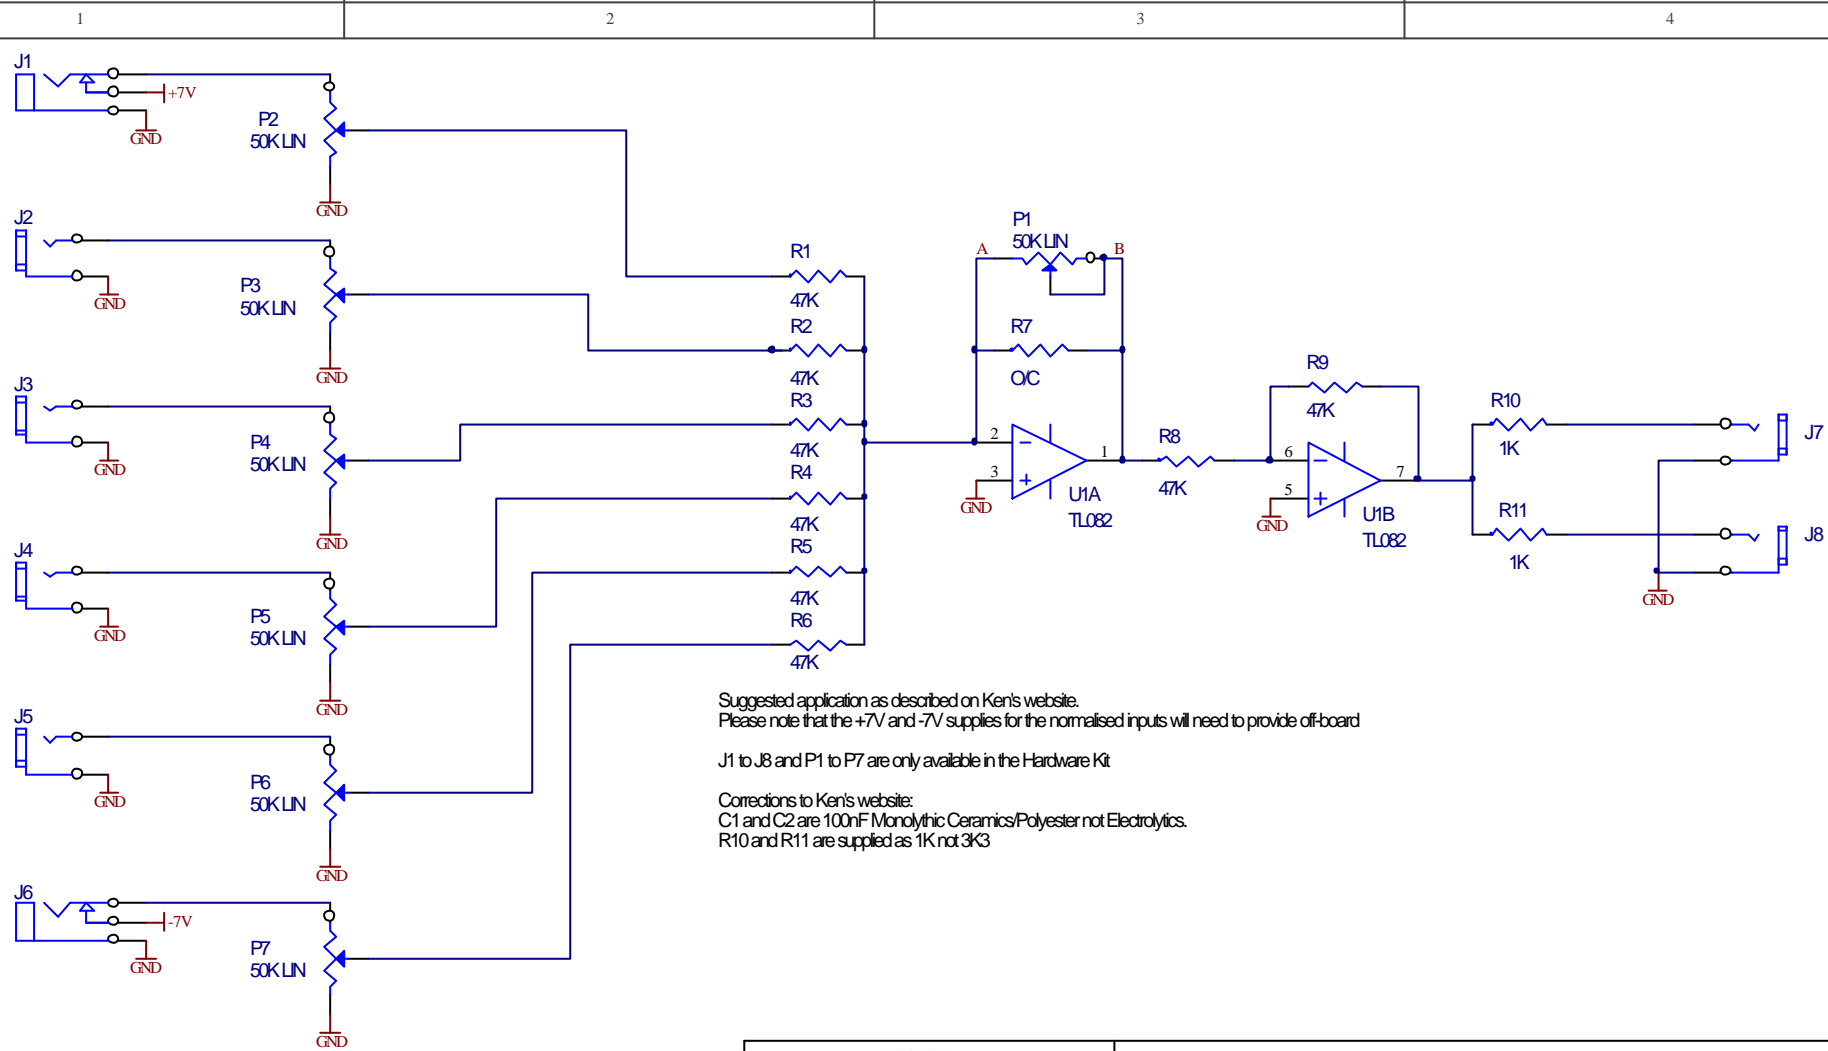 1 2 3 4
J1
+7V
GND
P2
50K LIN
GND
J2
GND
P3
50K LIN
GND
J3
GND
P4
50K LIN
GND
J4
GND
P5
50K LIN
GND
J5
GND
P6
50K LIN
GND
J6
-7V
GND
P7
50K LIN
GND
R1
47K
R2
47K
R3
47K
R4
47K
R5
47K
R6
47K
P1
50K LIN
A B
R7
O/C
2
3
1
U1A
TL082
GND
R8
47K
R9
47K
6
5
7
U1B
TL082
GND
R10
1K
R11
1K
J7
J8
GND
Suggested application as described on Ken's website.
Please note that the +7V and -7V supplies for the normalised inputs will need to provide off-board
J1 to J8 and P1 to P7 are only available in the Hardware Kit
Corrections to Ken's website:
C1 and C2 are 100nF Monolythic Ceramics/Polyester not Electrolytics.
R10 and R11 are supplied as 1K not 3K3